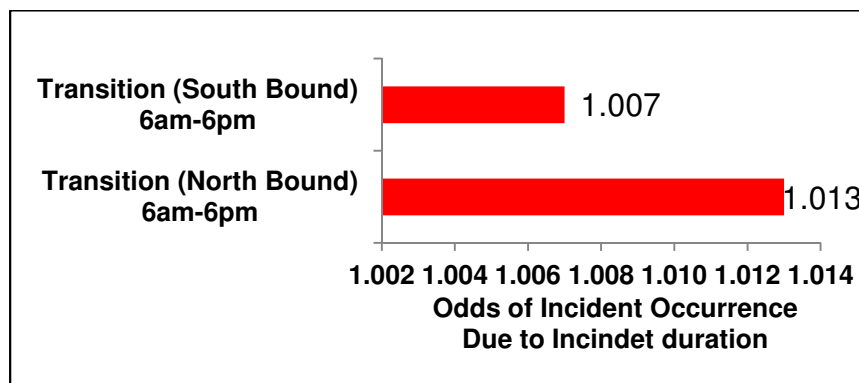 Transition (South Bound)
6am-6pm
1.007
Transition (North Bound)
6am-6pm
1.013
1.002 1.004 1.006 1.008 1.010 1.012 1.014
Odds of Incident Occurrence
Due to Incindet duration